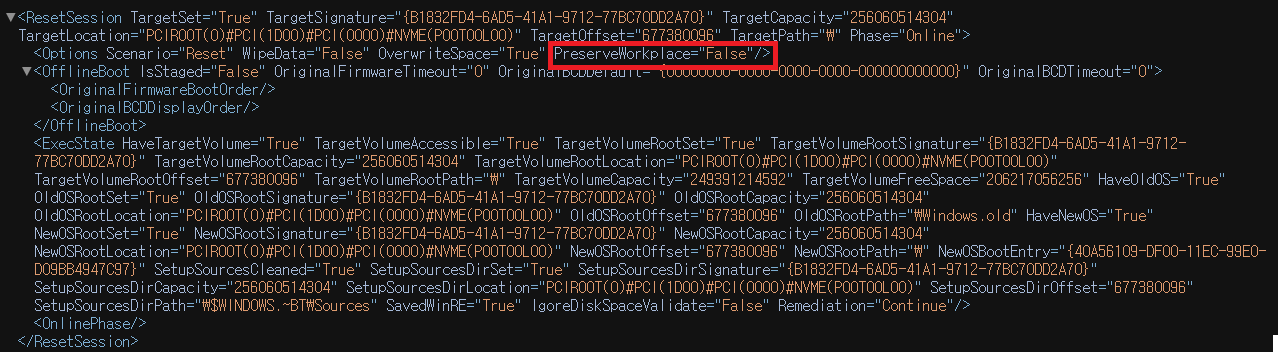 ▼<ResetSession TargetSet="True" TargetSignature="{B1832FD4-6AD5-41A1-9712-77BC70DD2A70}" TargetCapacity="256060514304"
TargetLocation="PCIROOT(0)#PCI(1D00)#PCI(0000)#NVME(P00T00L00)" TargetOffset="677380096" TargetPath="₩" Phase="Online">
<Options Scenario="Reset" WipeData="False" OverwriteSpace="True" PreserveWorkplace="False"/>
▼<OfflineBoot IsStaged="False" OriginalFirmwareTimeout="0" OriginalBCDDefault="{00000000-0000-0000-0000-000000000000}" OriginalBCDTimeout="0">
<OriginalFirmwareBootOrder/>
<OriginalBCDDisplayOrder/>
</OfflineBoot>
<ExecState HaveTargetVolume="True" TargetVolumeAccessible="True" TargetVolumeRootSet="True" TargetVolumeRootSignature="{B1832FD4-6AD5-41A1-9712-
77BC70DD2A70}" TargetVolumeRootCapacity="256060514304" TargetVolumeRootLocation="PCIROOT(0)#PCI(1D00)#PCI(0000)#NVME(P00T00L00)"
TargetVolumeRootOffset="677380096" TargetVolumeRootPath="₩" TargetVolumeCapacity="249391214592" TargetVolumeFreeSpace="206217056256" HaveOldOS="True"
OldOSRootSet="True" OldOSRootSignature="{B1832FD4-6AD5-41A1-9712-77BC70DD2A70}" OldOSRootCapacity="256060514304"
OldOSRootLocation="PCIROOT(0)#PCI(1D00)#PCI(0000)#NVME(P00T00L00)" OldOSRootOffset="677380096" OldOSRootPath="₩Windows.old" HaveNewOS="True"
NewOSRootSet="True" NewOSRootSignature="{B1832FD4-6AD5-41A1-9712-77BC70DD2A70}" NewOSRootCapacity="256060514304"
NewOSRootLocation="PCIROOT(0)#PCI(1D00)#PCI(0000)#NVME(P00T00L00)" NewOSRootOffset="677380096" NewOSRootPath="₩" NewOSBootEntry="{40A56109-DF00-11EC-99E0-
D09BB4947C97}" SetupSourcesCleaned="True" SetupSourcesDirSet="True" SetupSourcesDirSignature="{B1832FD4-6AD5-41A1-9712-77BC70DD2A70}"
SetupSourcesDirCapacity="256060514304" SetupSourcesDirLocation="PCIROOT(0)#PCI(1D00)#PCI(0000)#NVME(P00T00L00)" SetupSourcesDirOffset="677380096"
SetupSourcesDirPath="₩$WINDOWS.~BT₩Sources" SavedWinRE="True" IgoreDiskSpaceValidate="False" Remediation="Continue"/>
<OnlinePhase/>
</ResetSession>